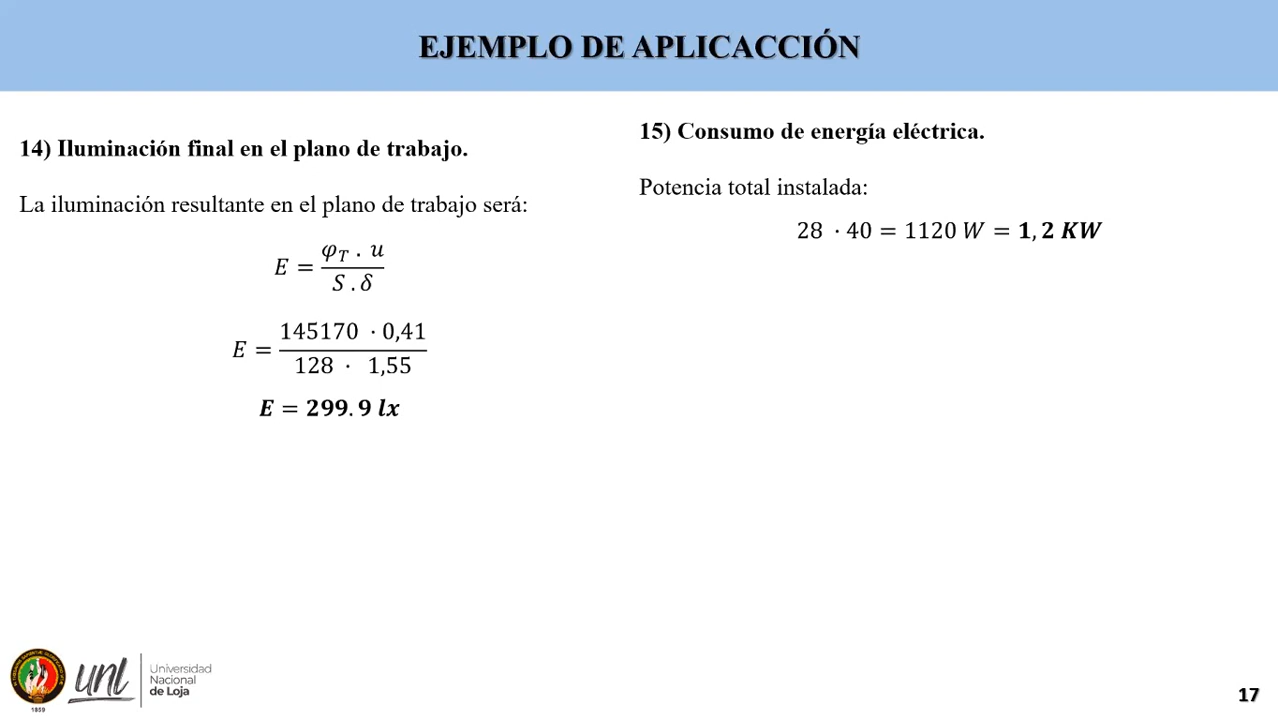 EJEMPLO DE APLICACCIÓN
14) Iluminación final en el plano de trabajo.
La iluminación resultante en el plano de trabajo será:
E = φ_T . u / S . δ
E = 145170 · 0,41 / 128 · 1,55
E = 299.9 lx
15) Consumo de energía eléctrica.
Potencia total instalada:
28 · 40 = 1120 W = 1,2 KW
unl
Universidad
Nacional
de Loja
1859
17